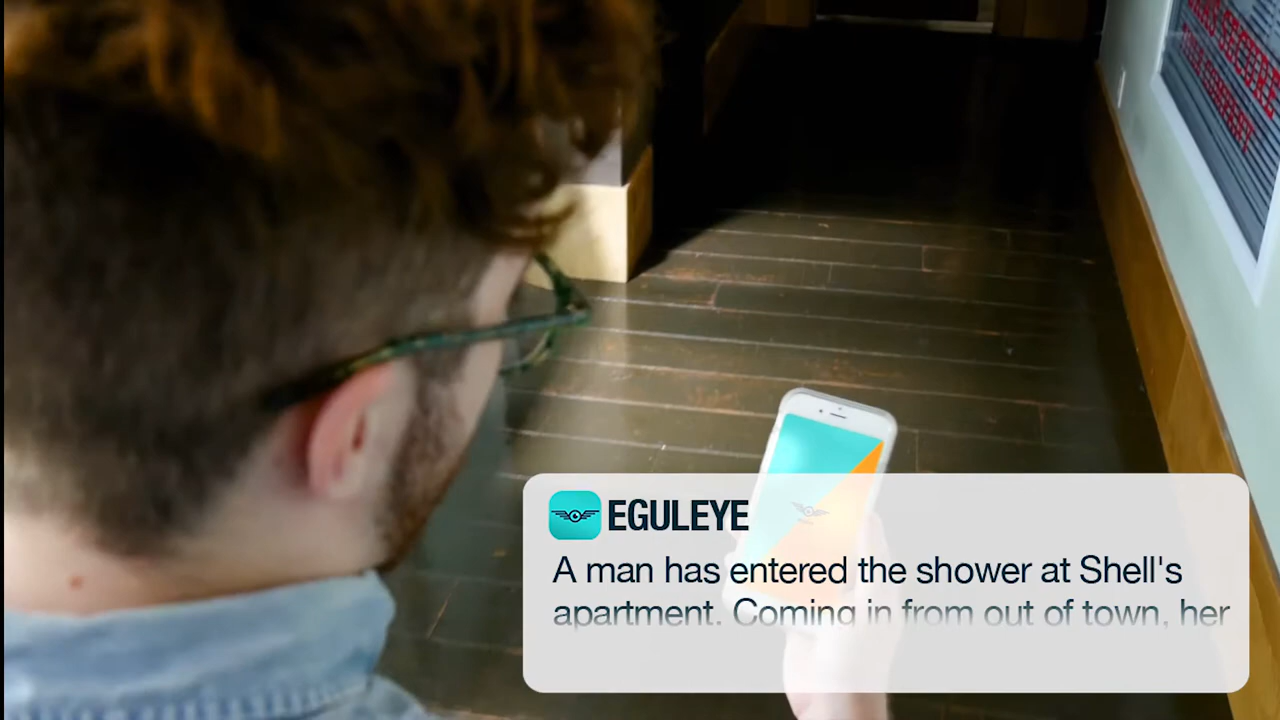 EGULEYE
A man has entered the shower at Shell's
apartment. Coming in from out of town, her